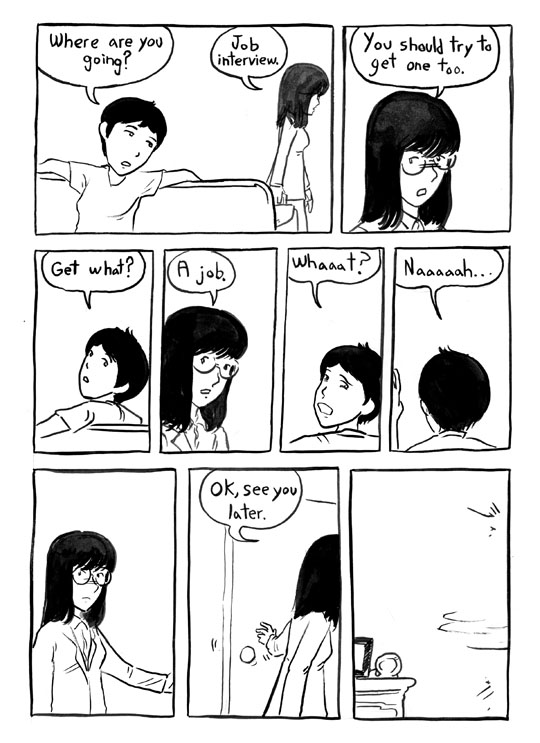 Where are you
going?
Job
interview.
You should try to
get one too.
Get what?
A job.
Whaaat?
Naaaaah...
OK, see you
later.